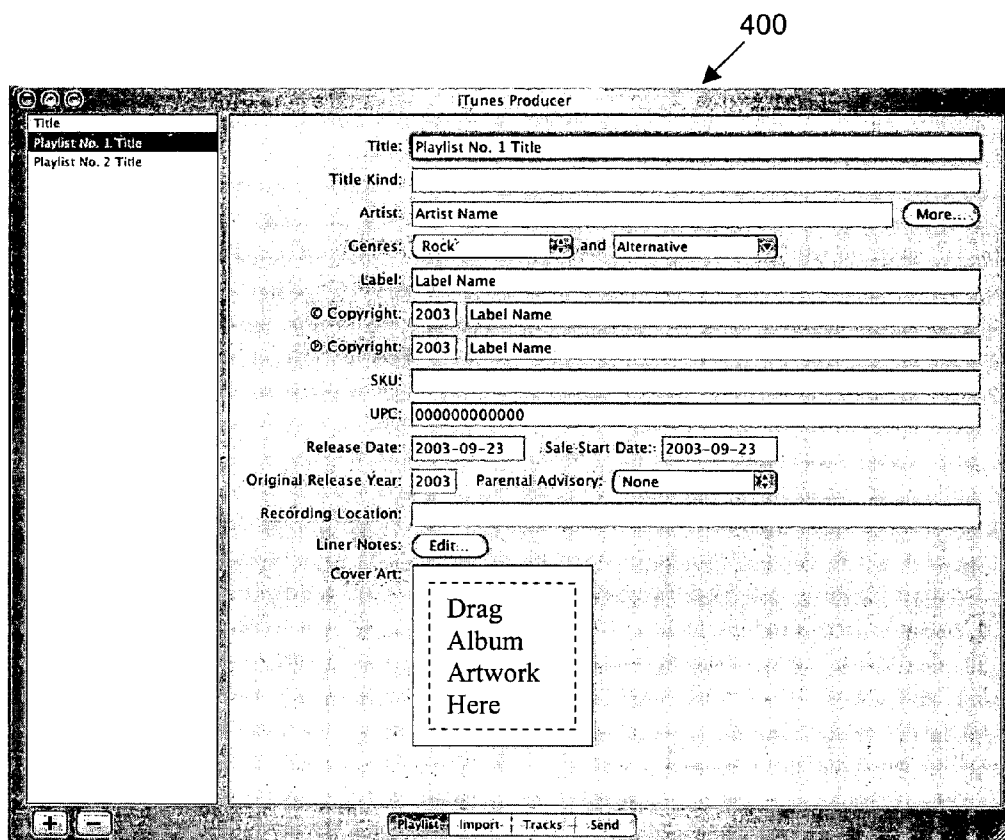 400
iTunes Producer
Title
Playlist No. 1 Title
Playlist No. 2 Title
Title: Playlist No. 1 Title
Title Kind:
Artist: Artist Name More...
Genres: Rock and Alternative
Label: Label Name
© Copyright: 2003 Label Name
℗ Copyright: 2003 Label Name
SKU:
UPC: 000000000000
Release Date: 2003-09-23 Sale Start Date: 2003-09-23
Original Release Year: 2003 Parental Advisory: None
Recording Location:
Liner Notes: Edit...
Cover Art:
Drag
Album
Artwork
Here
+ − Playlist Import Tracks Send